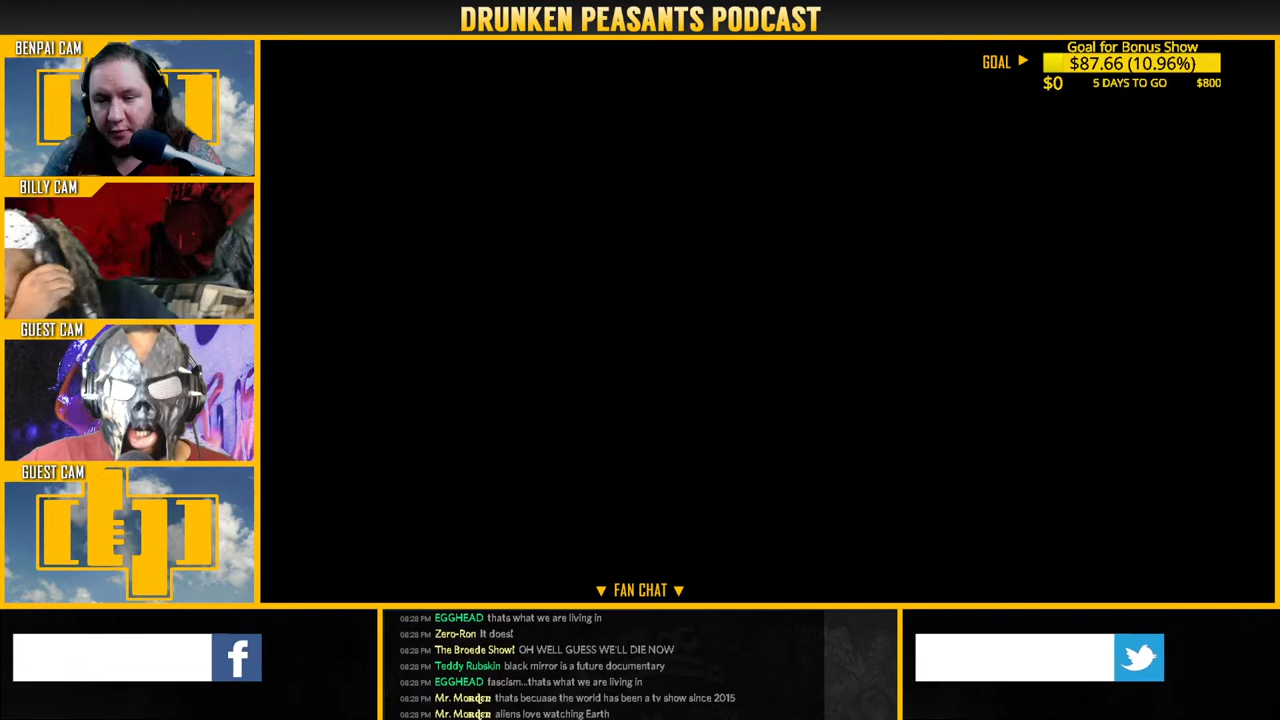 DRUNKEN PEASANTS PODCAST
BENPAI CAM
BILLY CAM
GUEST CAM
GUEST CAM
GOAL
Goal for Bonus Show
$87.66 (10.96%)
$0 5 DAYS TO GO $800
FAN CHAT
08:28 PM EGGHEAD thats what we are living in
08:28 PM Zero-Ron It does!
08:28 PM The Broede Show! OH WELL GUESS WE'LL DIE NOW
08:28 PM Teddy Rubskin black mirror is a future documentary
08:28 PM EGGHEAD fascism...thats what we are living in
08:28 PM Mr. thats becuase the world has been a tv show since 2015
08:28 PM Mr. aliens love watching Earth